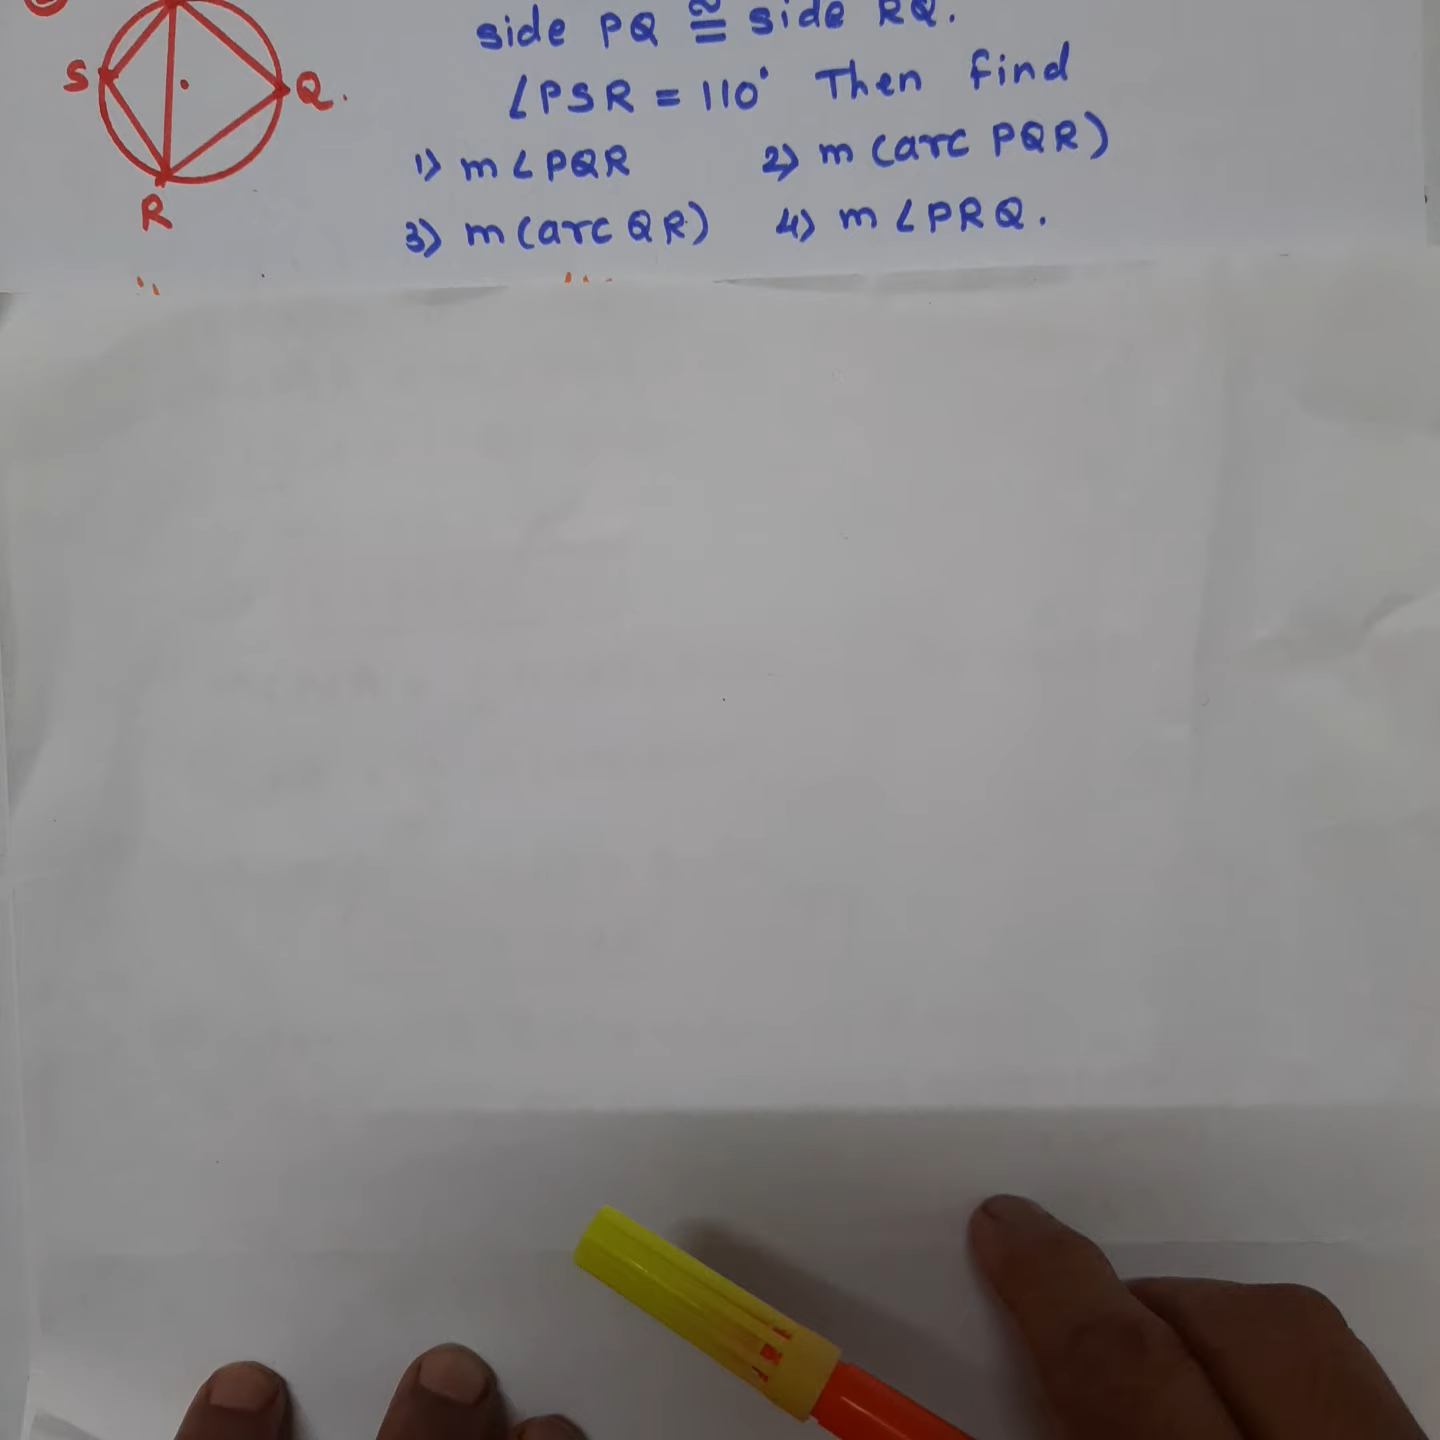 side PQ ≅ side RQ.
∠PSR = 110° Then find
1) m∠PQR 2) m(arc PQR)
3) m(arc QR) 4) m∠PRQ.
S
Q.
R